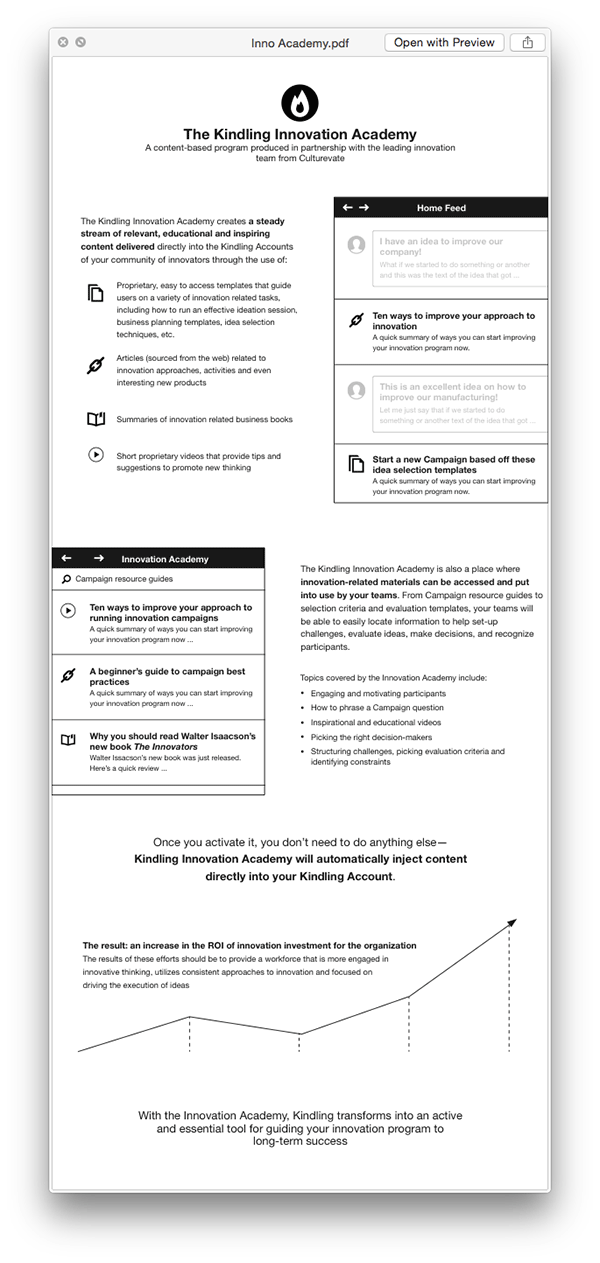 Inno Academy.pdf
Open with Preview
The Kindling Innovation Academy
A content-based program produced in partnership with the leading innovation
team from Culturevate
The Kindling Innovation Academy creates a steady
stream of relevant, educational and inspiring
content delivered directly into the Kindling Accounts
of your community of innovators through the use of:
Proprietary, easy to access templates that guide
users on a variety of innovation related tasks,
including how to run an effective ideation session,
business planning templates, idea selection
techniques, etc.
Articles (sourced from the web) related to
innovation approaches, activities and even
interesting new products
Summaries of innovation related business books
Short proprietary videos that provide tips and
suggestions to promote new thinking
Home Feed
I have an idea to improve our
company!
What if we started to do something or another
and this was the text of the idea that got ...
Ten ways to improve your approach to
innovation
A quick summary of ways you can start improving
your innovation program now.
This is an excellent idea on how to
improve our manufacturing!
Let me just say that if we started to do
something or another text of the idea that got ...
Start a new Campaign based off these
idea selection templates
A quick summary of ways you can start improving
your innovation program now.
Innovation Academy
Campaign resource guides
Ten ways to improve your approach to
running innovation campaigns
A quick summary of ways you can start improving
your innovation program now ...
A beginner's guide to campaign best
practices
A quick summary of ways you can start improving
your innovation program now ...
Why you should read Walter Isaacson's
new book The Innovators
Walter Issacson's new book was just released.
Here's a quick review ...
The Kindling Innovation Academy is also a place where
innovation-related materials can be accessed and put
into use by your teams. From Campaign resource guides to
selection criteria and evaluation templates, your teams will
be able to easily locate information to help set-up
challenges, evaluate ideas, make decisions, and recognize
participants.
Topics covered by the Innovation Academy include:
• Engaging and motivating participants
• How to phrase a Campaign question
• Inspirational and educational videos
• Picking the right decision-makers
• Structuring challenges, picking evaluation criteria and
identifying constraints
Once you activate it, you don't need to do anything else—
Kindling Innovation Academy will automatically inject content
directly into your Kindling Account.
The result: an increase in the ROI of innovation investment for the organization
The results of these efforts should be to provide a workforce that is more engaged in
innovative thinking, utilizes consistent approaches to innovation and focused on
driving the execution of ideas
With the Innovation Academy, Kindling transforms into an active
and essential tool for guiding your innovation program to
long-term success